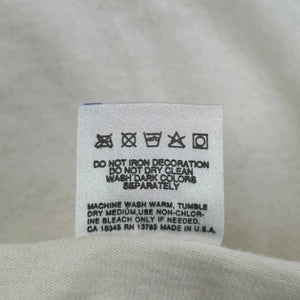 DO NOT IRON DECORATION
DO NOT DRY CLEAN
WASH DARK COLORS
SEPARATELY
MACHINE WASH WARM, TUMBLE
DRY MEDIUM,USE NON-CHLOR-
INE BLEACH ONLY IF NEEDED.
CA 16345 RN 13765 MADE IN U.S.A.